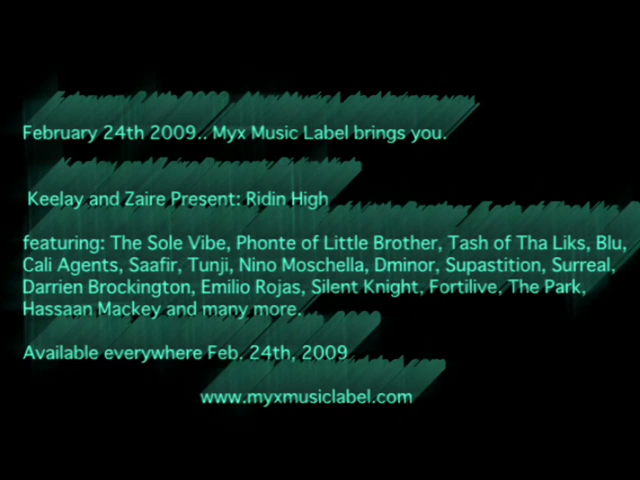 February 24th 2009.. Myx Music Label brings you.
Keelay and Zaire Present: Ridin High
featuring: The Sole Vibe, Phonte of Little Brother, Tash of Tha Liks, Blu,
Cali Agents, Saafir, Tunji, Nino Moschella, Dminor, Supastition, Surreal,
Darrien Brockington, Emilio Rojas, Silent Knight, Fortilive, The Park,
Hassaan Mackey and many more.
Available everywhere Feb. 24th, 2009
www.myxmusiclabel.com